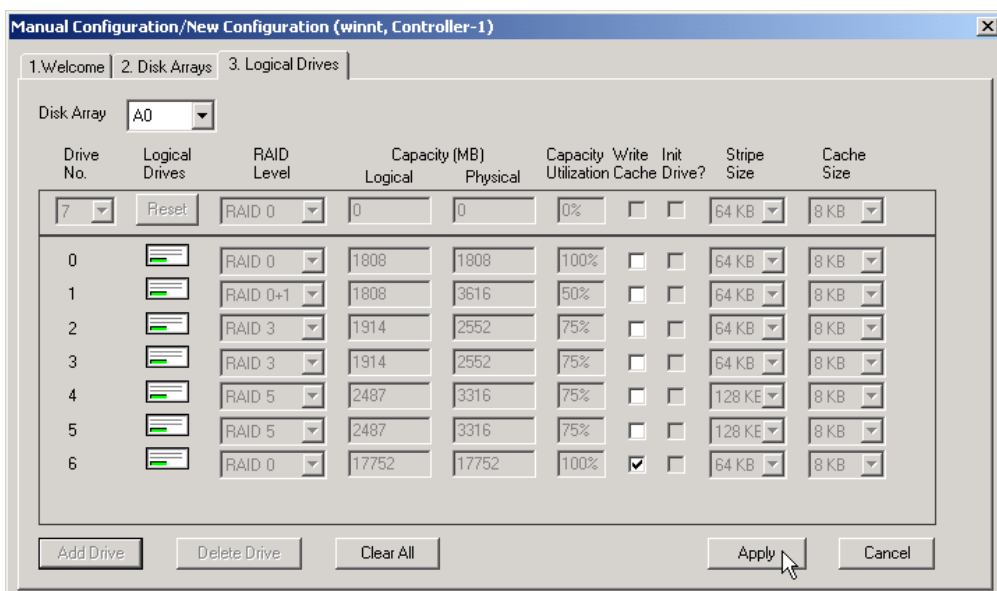 Manual Configuration/New Configuration (winnt, Controller-1)
1.Welcome 2. Disk Arrays 3. Logical Drives
Disk Array A0
Drive No. Logical Drives RAID Level Capacity (MB) Logical Physical Capacity Utilization Write Cache Init Drive? Stripe Size Cache Size
7 Reset RAID 0 0 0 0% 64 KB 8 KB
0 RAID 0 1808 1808 100% 64 KB 8 KB
1 RAID 0+1 1808 3616 50% 64 KB 8 KB
2 RAID 3 1914 2552 75% 64 KB 8 KB
3 RAID 3 1914 2552 75% 64 KB 8 KB
4 RAID 5 2487 3316 75% 128 KE 8 KB
5 RAID 5 2487 3316 75% 128 KE 8 KB
6 RAID 0 17752 17752 100% 64 KB 8 KB
Add Drive Delete Drive Clear All Apply Cancel